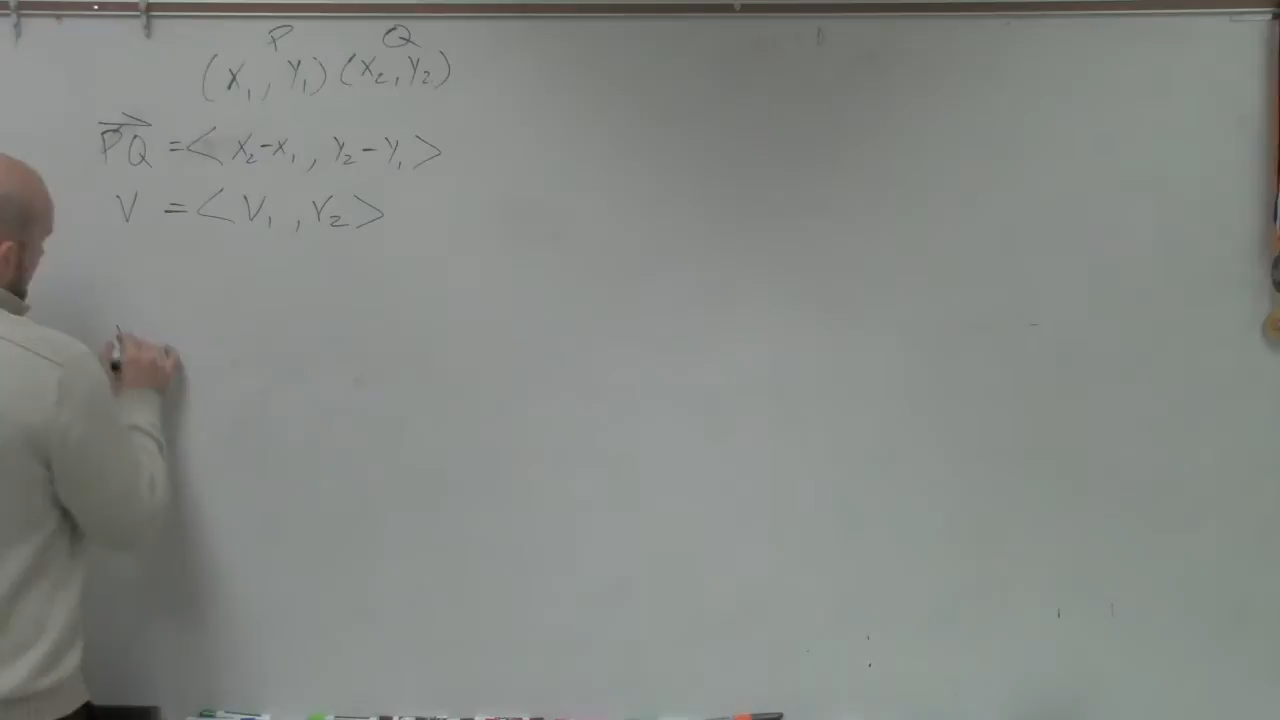 P Q
(x₁, y₁) (x₂, y₂)
PQ⃗ = < x₂-x₁, y₂-y₁ >
V = < V₁, V₂ >